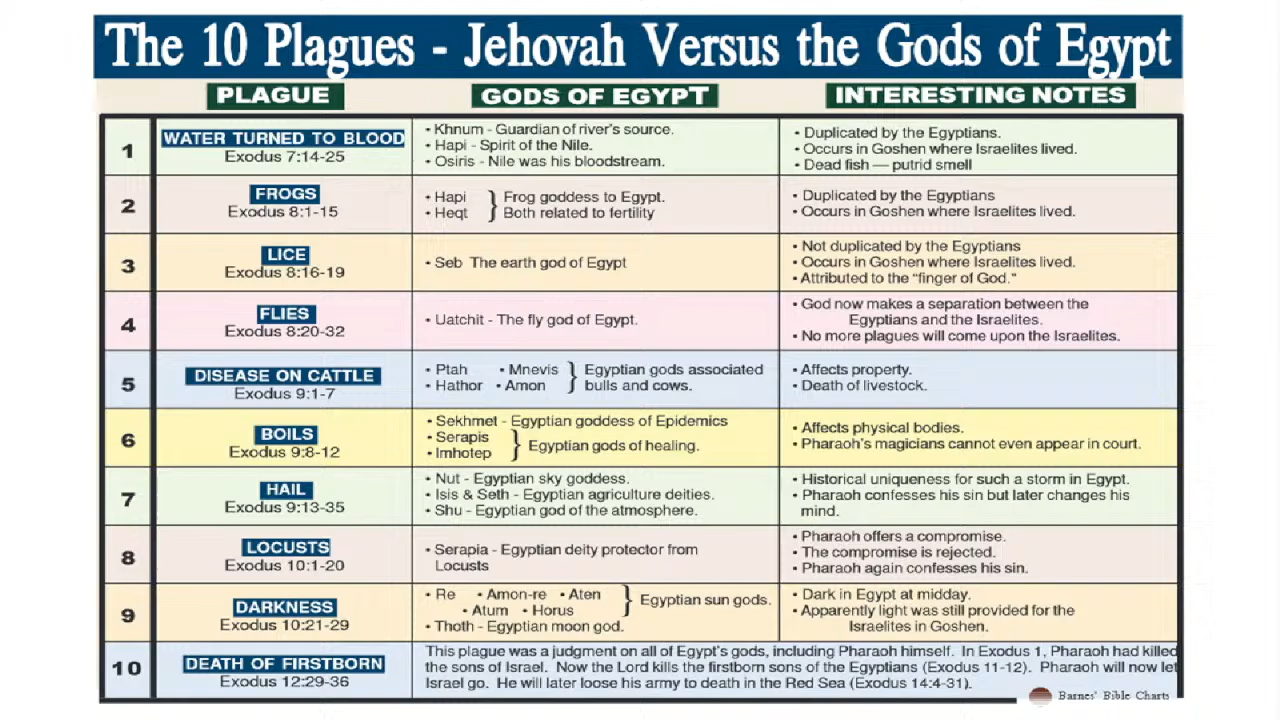 The 10 Plagues - Jehovah Versus the Gods of Egypt
PLAGUE
GODS OF EGYPT
INTERESTING NOTES
1
WATER TURNED TO BLOOD
Exodus 7:14-25
• Khnum - Guardian of river's source.
• Hapi - Spirit of the Nile.
• Osiris - Nile was his bloodstream.
• Duplicated by the Egyptians.
• Occurs in Goshen where Israelites lived.
• Dead fish — putrid smell
2
FROGS
Exodus 8:1-15
• Hapi } Frog goddess to Egypt.
• Heqt } Both related to fertility
• Duplicated by the Egyptians
• Occurs in Goshen where Israelites lived.
3
LICE
Exodus 8:16-19
• Seb The earth god of Egypt
• Not duplicated by the Egyptians
• Occurs in Goshen where Israelites lived.
• Attributed to the "finger of God."
4
FLIES
Exodus 8:20-32
• Uatchit - The fly god of Egypt.
• God now makes a separation between the
Egyptians and the Israelites.
• No more plagues will come upon the Israelites.
5
DISEASE ON CATTLE
Exodus 9:1-7
• Ptah • Mnevis } Egyptian gods associated
• Hathor • Amon } bulls and cows.
• Affects property.
• Death of livestock.
6
BOILS
Exodus 9:8-12
• Sekhmet - Egyptian goddess of Epidemics
• Serapis
• Imhotep } Egyptian gods of healing.
• Affects physical bodies.
• Pharaoh's magicians cannot even appear in court.
7
HAIL
Exodus 9:13-35
• Nut - Egyptian sky goddess.
• Isis & Seth - Egyptian agriculture deities.
• Shu - Egyptian god of the atmosphere.
• Historical uniqueness for such a storm in Egypt.
• Pharaoh confesses his sin but later changes his
mind.
8
LOCUSTS
Exodus 10:1-20
• Serapia - Egyptian deity protector from
Locusts
• Pharaoh offers a compromise.
• The compromise is rejected.
• Pharaoh again confesses his sin.
9
DARKNESS
Exodus 10:21-29
• Re • Amon-re • Aten
• Atum • Horus } Egyptian sun gods.
• Thoth - Egyptian moon god.
• Dark in Egypt at midday.
• Apparently light was still provided for the
Israelites in Goshen.
10
DEATH OF FIRSTBORN
Exodus 12:29-36
This plague was a judgment on all of Egypt's gods, including Pharaoh himself. In Exodus 1, Pharaoh had killed
the sons of Israel. Now the Lord kills the firstborn sons of the Egyptians (Exodus 11-12). Pharaoh will now let
Israel go. He will later loose his army to death in the Red Sea (Exodus 14:4-31).
Barnes' Bible Charts